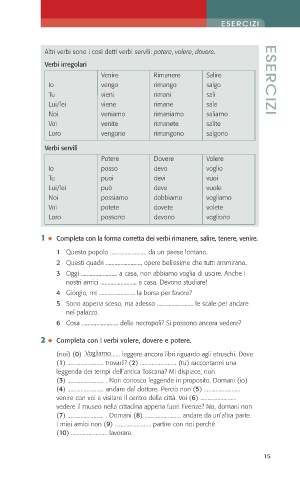 ESERCIZI
ESERCIZI
Altri verbi sono i così detti verbi servili: potere, volere, dovere.
Verbi irregolari
Venire Rimanere Salire
Io vengo rimango salgo
Tu vieni rimani sali
Lui/lei viene rimane sale
Noi veniamo rimaniamo saliamo
Voi venite rimanete salite
Loro vengono rimangono salgono
Verbi servili
Potere Dovere Volere
Io posso devo voglio
Tu puoi devi vuoi
Lui/lei può deve vuole
Noi possiamo dobbiamo vogliamo
Voi potete dovete volete
Loro possono devono vogliono
1 Completa con la forma corretta dei verbi rimanere, salire, tenere, venire.
1 Questo popolo .................... da un paese lontano.
2 Questi quadri .................... opere bellissime che tutti ammirano.
3 Oggi .................... a casa, non abbiamo voglia di uscire. Anche i
nostri amici .................... a casa. Devono studiare!
4 Giorgio, mi .................... la borsa per favore?
5 Sono appena sceso, ma adesso .................... le scale per andare
nel palazzo.
6 Cosa .................... delle necropoli? Si possono ancora vedere?
2 Completa con i verbi volere, dovere e potere.
(noi) (0) Vogliamo..... leggere ancora libri riguardo agli etruschi. Dove
(1) .................... trovarli? (2) .................... (tu) raccontarmi una
leggenda dei tempi dell'antica Toscana? Mi dispiace, non
(3) .................... . Non conosco leggende in proposito. Domani (io)
(4) .................... andare dal dottore. Perciò non (5) ....................
venire con voi a visitare il centro della città. Voi (6) ....................
vedere il museo nella cittadina appena fuori Firenze? No, domani non
(7) .................... . Domani (8) .................... andare da un'altra parte.
I miei amici non (9) .................... partire con noi perché
(10) .................... lavorare.
15